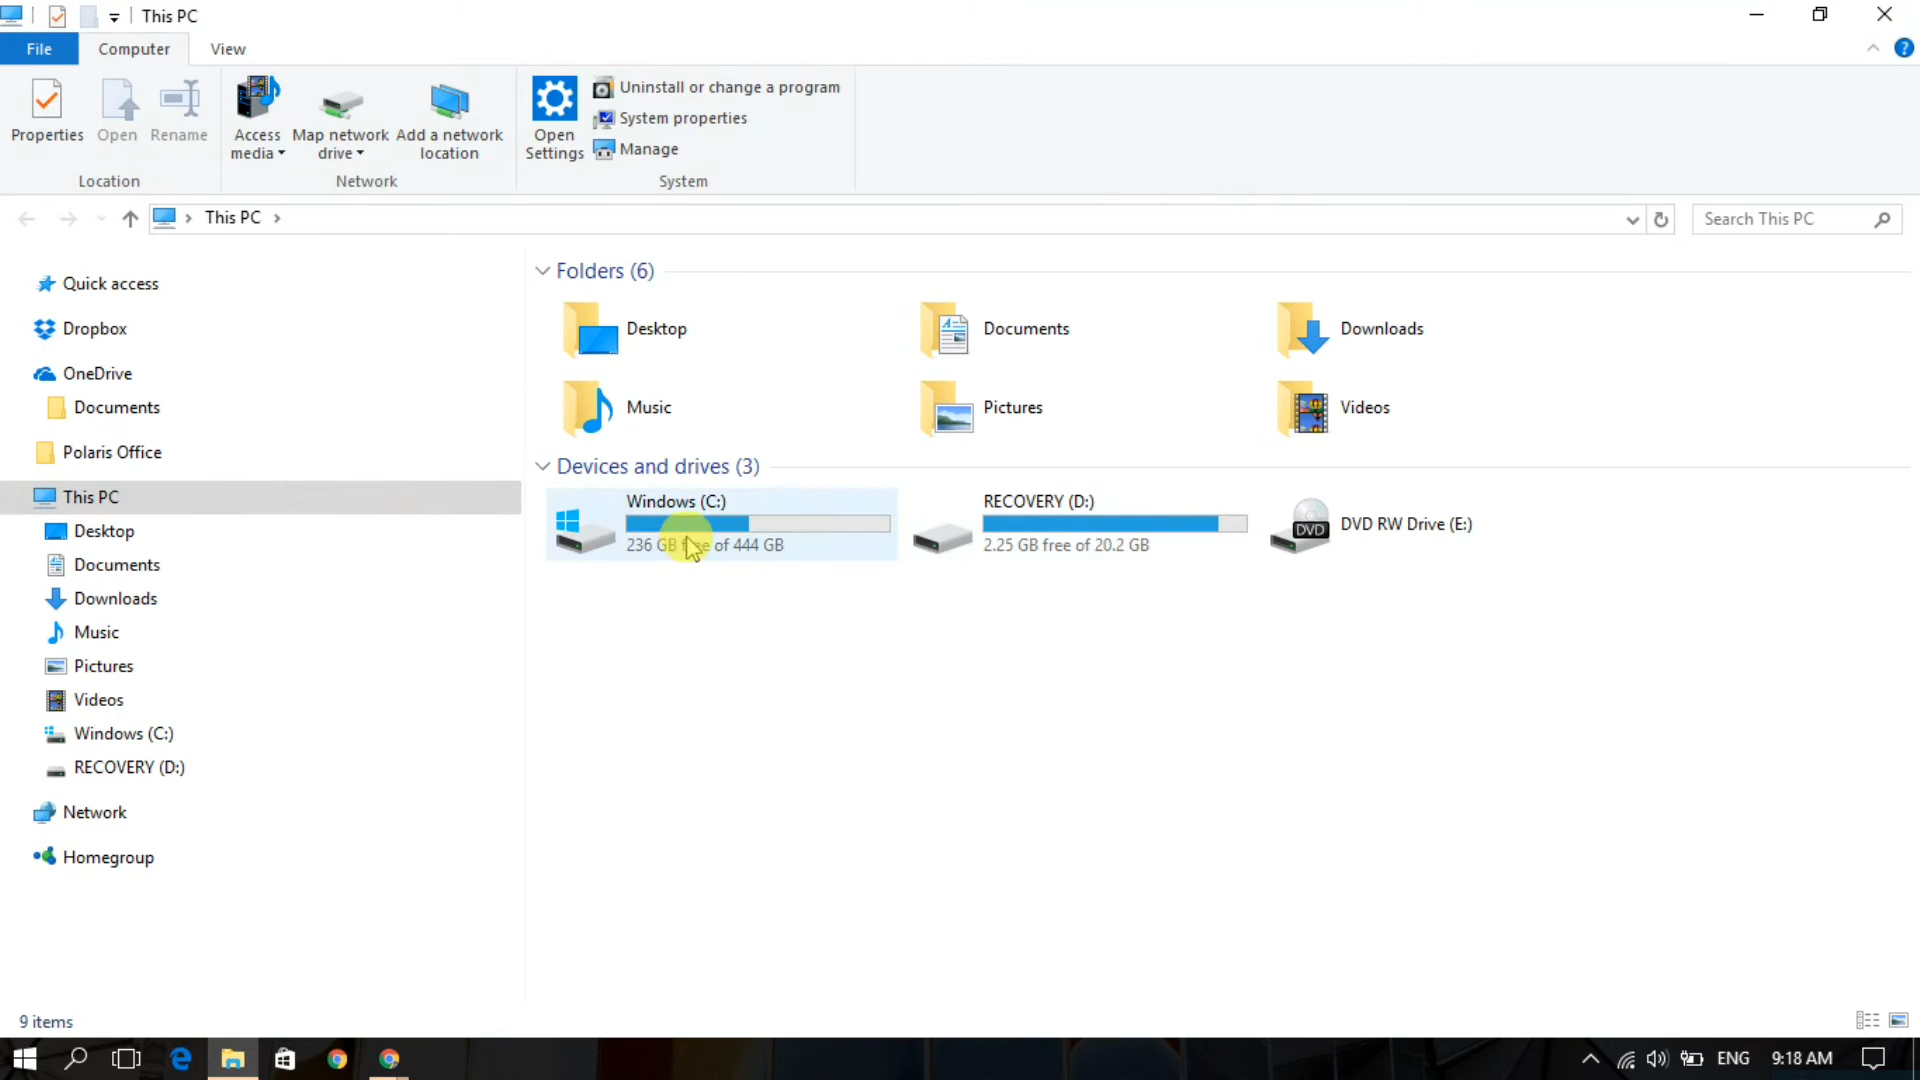 This PC
File
Computer
View
Properties
Open
Rename
Access
media
Map network
drive
Add a network
location
Open
Settings
Uninstall or change a program
System properties
Manage
Location
Network
System
This PC
Search This PC
Quick access
Dropbox
OneDrive
Documents
Polaris Office
This PC
Desktop
Documents
Downloads
Music
Pictures
Videos
Windows (C:)
RECOVERY (D:)
Network
Homegroup
Folders (6)
Desktop
Documents
Downloads
Music
Pictures
Videos
Devices and drives (3)
Windows (C:)
236 GB free of 444 GB
RECOVERY (D:)
2.25 GB free of 20.2 GB
DVD
DVD RW Drive (E:)
9 items
ENG
9:18 AM